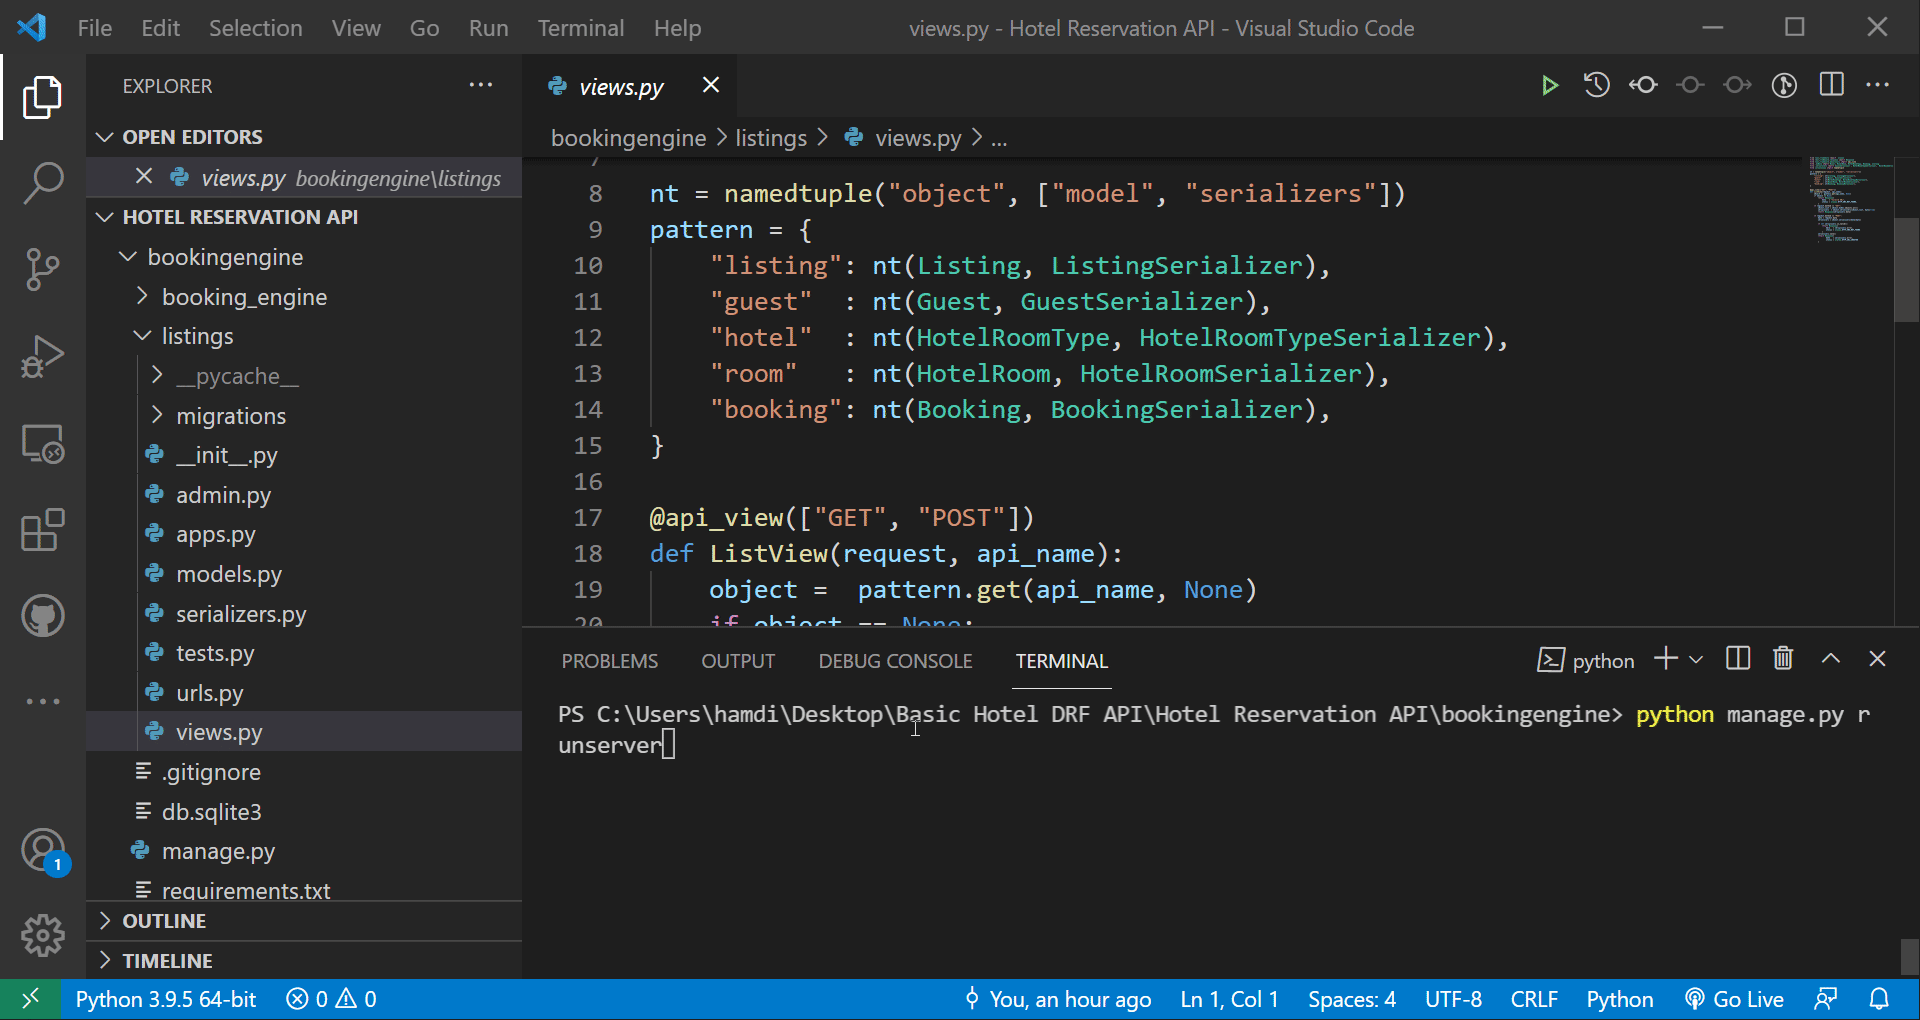 File Edit Selection View Go Run Terminal Help
views.py - Hotel Reservation API - Visual Studio Code
EXPLORER
OPEN EDITORS
views.py bookingengine\listings
HOTEL RESERVATION API
bookingengine
booking_engine
listings
__pycache__
migrations
__init__.py
admin.py
apps.py
models.py
serializers.py
tests.py
urls.py
views.py
.gitignore
db.sqlite3
manage.py
requirements.txt
OUTLINE
TIMELINE
1
views.py
bookingengine > listings > views.py > ...
7
8 nt = namedtuple("object", ["model", "serializers"])
9 pattern = {
10 "listing": nt(Listing, ListingSerializer),
11 "guest"  : nt(Guest, GuestSerializer),
12 "hotel"  : nt(HotelRoomType, HotelRoomTypeSerializer),
13 "room"   : nt(HotelRoom, HotelRoomSerializer),
14 "booking": nt(Booking, BookingSerializer),
15 }
16
17 @api_view(["GET", "POST"])
18 def ListView(request, api_name):
19 object =  pattern.get(api_name, None)
20 if object == None:
PROBLEMS OUTPUT DEBUG CONSOLE TERMINAL
python
PS C:\Users\hamdi\Desktop\Basic Hotel DRF API\Hotel Reservation API\bookingengine> python manage.py r
unserver
Python 3.9.5 64-bit 0 0 You, an hour ago Ln 1, Col 1 Spaces: 4 UTF-8 CRLF Python Go Live